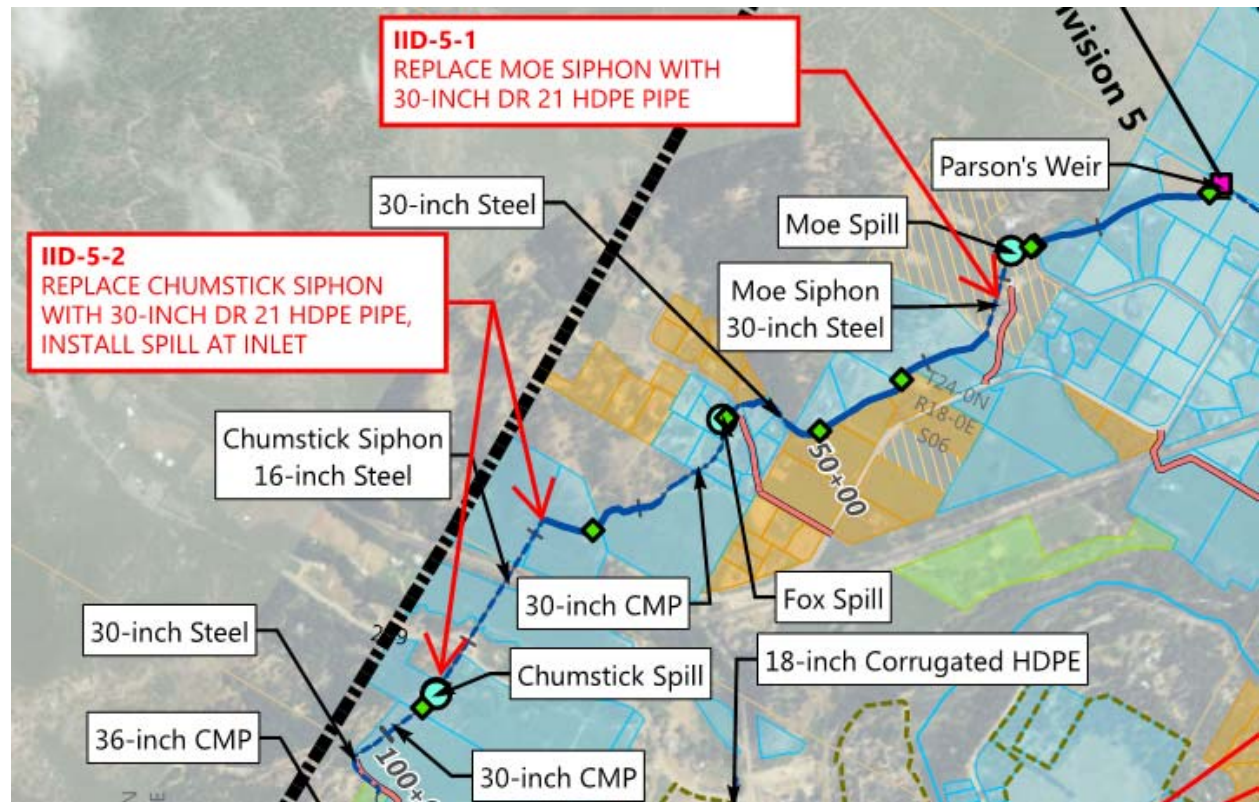 IID-5-1
REPLACE MOE SIPHON WITH
30-INCH DR 21 HDPE PIPE
ivision 5
Parson's Weir
30-inch Steel
Moe Spill
IID-5-2
REPLACE CHUMSTICK SIPHON
WITH 30-INCH DR 21 HDPE PIPE,
INSTALL SPILL AT INLET
Moe Siphon
30-inch Steel
T24-0N
R18-0E
S06
Chumstick Siphon
16-inch Steel
50+00
30-inch CMP
Fox Spill
30-inch Steel
Chumstick Spill
18-inch Corrugated HDPE
36-inch CMP
30-inch CMP
100+